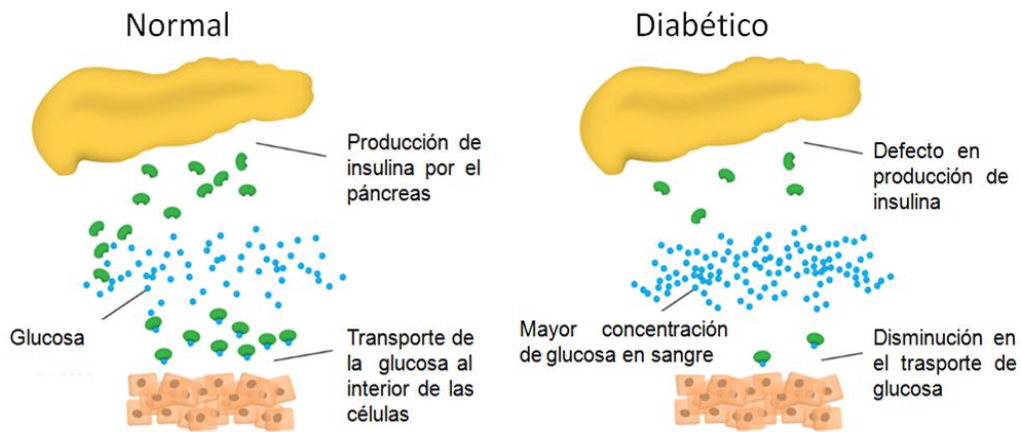 Normal
Producción de
insulina por el
páncreas
Glucosa
Transporte de
la glucosa al
interior de las
células
Diabético
Defecto en
producción de
insulina
Mayor concentración
de glucosa en sangre
Disminución en
el trasporte de
glucosa